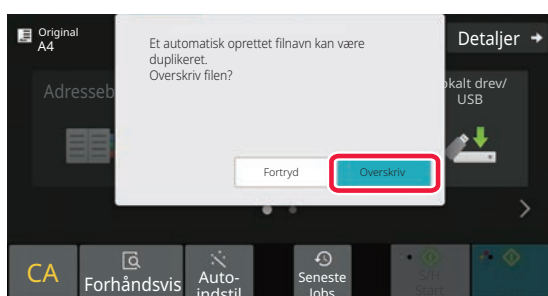 Original
A4
Detaljer
Et automatisk oprettet filnavn kan være
duplikeret.
Overskriv filen?
Adresseb
kalt drev/
USB
Fortryd
Overskriv
CA
Forhåndsvis
Auto-
indstil
Seneste
Jobs
S/H
Start